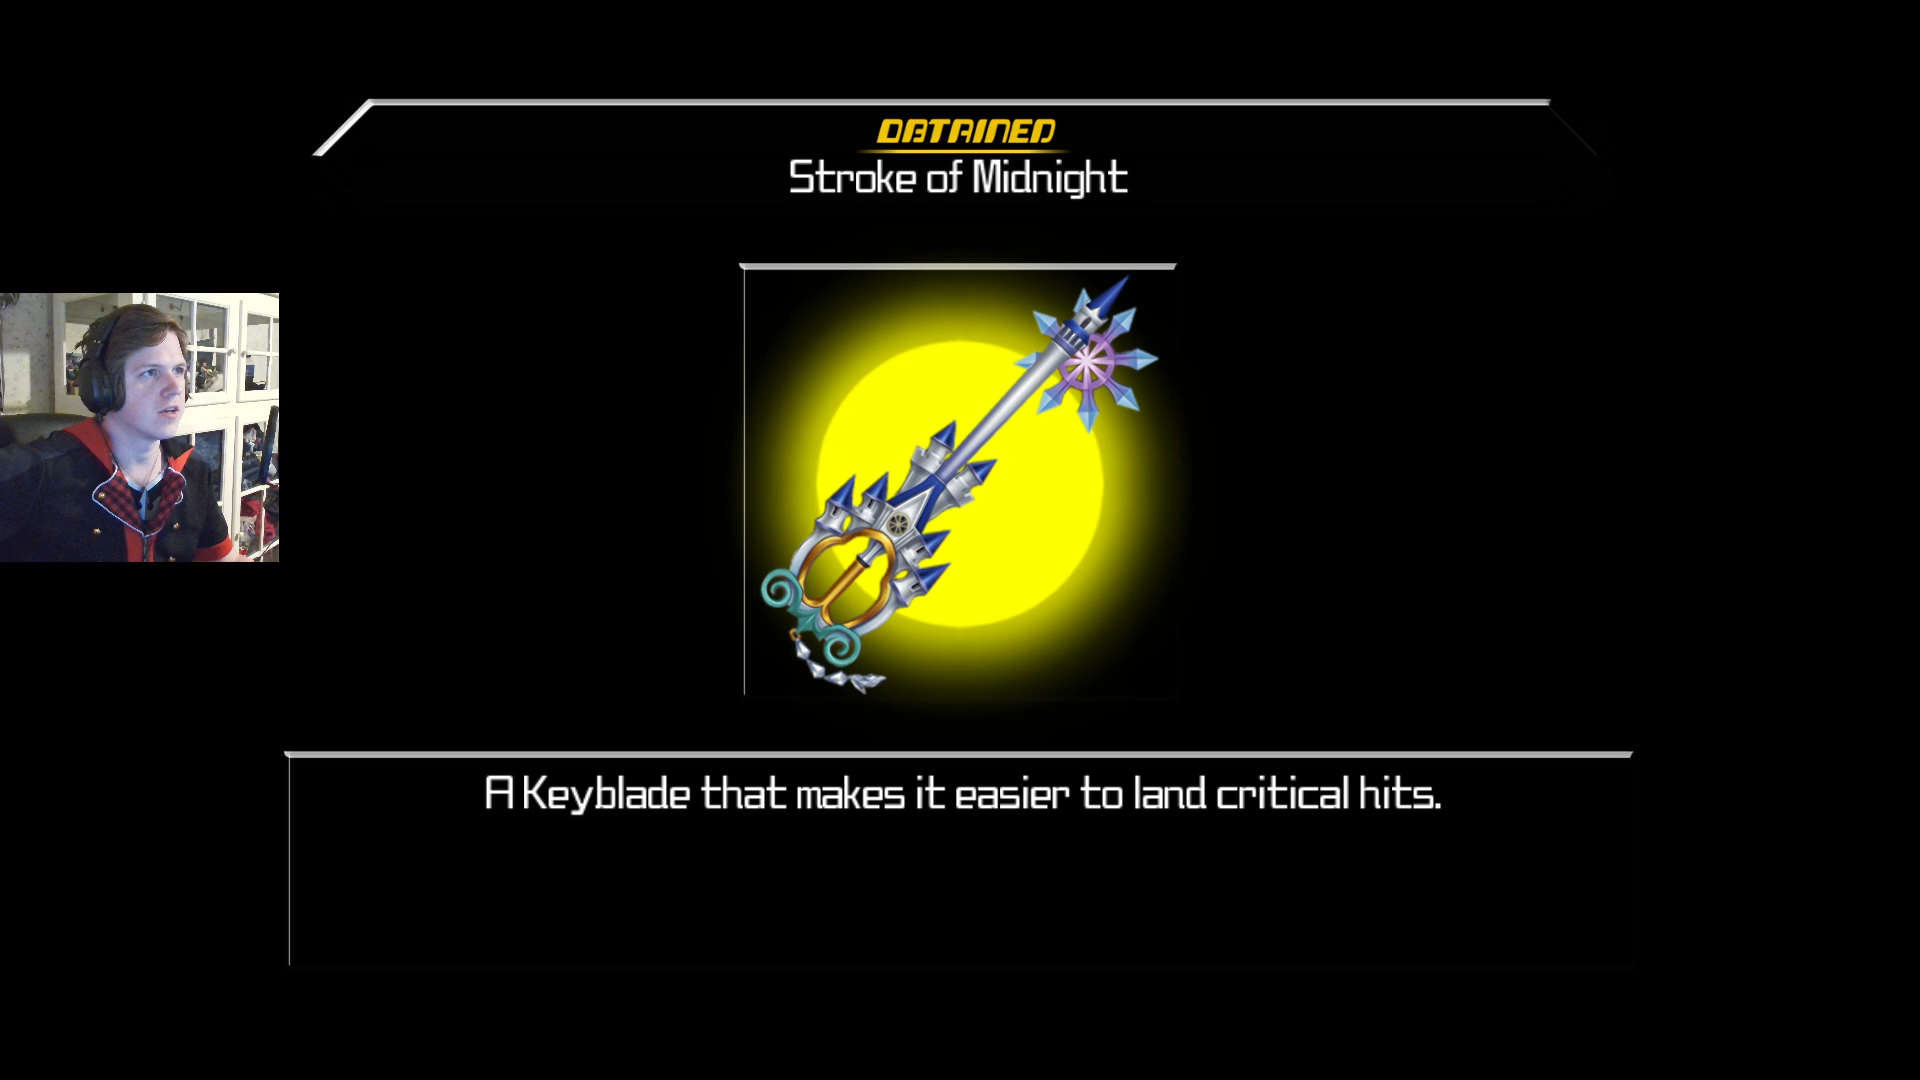 OBTAINED
Stroke of Midnight
A Keyblade that makes it easier to land critical hits.